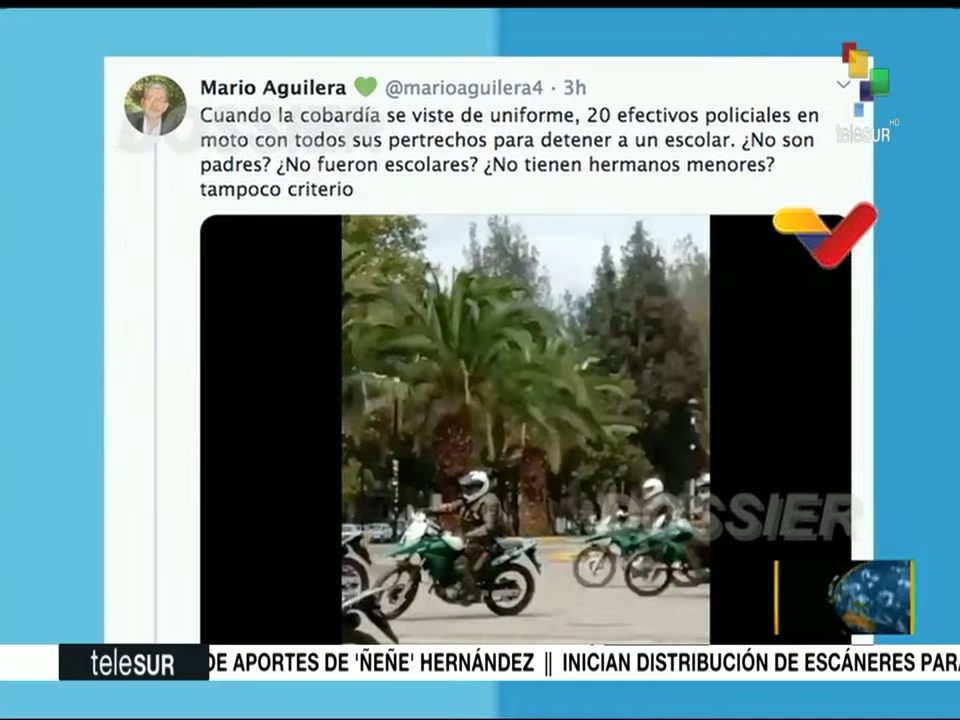 Mario Aguilera @marioaguilera4 · 3h
Cuando la cobardía se viste de uniforme, 20 efectivos policiales en
moto con todos sus pertrechos para detener a un escolar. ¿No son
padres? ¿No fueron escolares? ¿No tienen hermanos menores?
tampoco criterio
DOSSIER
teleSUR HD
DOSSIER
teleSUR DE APORTES DE 'ÑEÑE' HERNÁNDEZ || INICIAN DISTRIBUCIÓN DE ESCÁNERES PARA